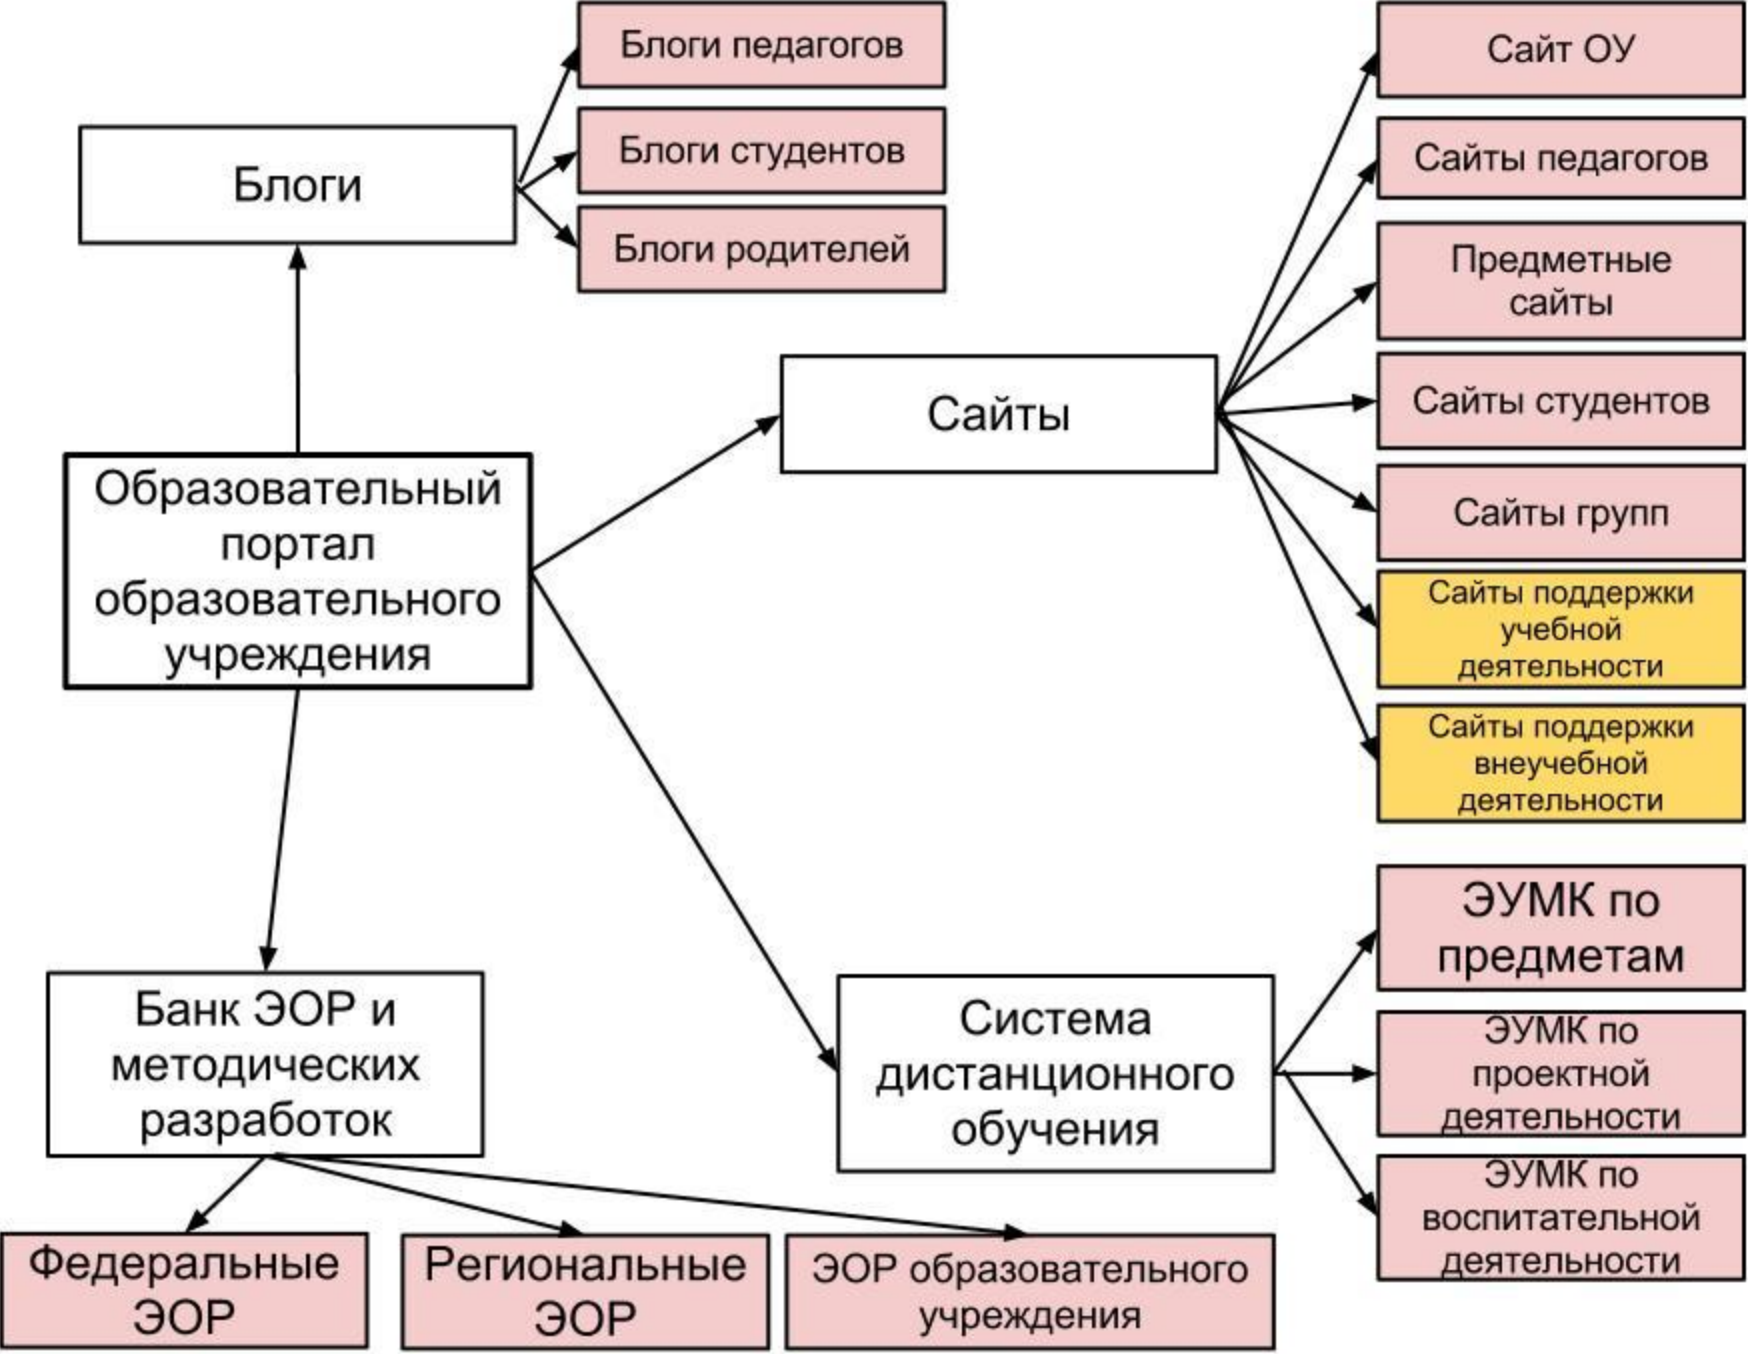 Блоги педагогов
Блоги студентов
Блоги родителей
Блоги
Сайт ОУ
Сайты педагогов
Предметные
сайты
Сайты студентов
Сайты групп
Сайты поддержки
учебной
деятельности
Сайты поддержки
внеучебной
деятельности
Сайты
Образовательный
портал
образовательного
учреждения
Банк ЭОР и
методических
разработок
Система
дистанционного
обучения
ЭУМК по
предметам
ЭУМК по
проектной
деятельности
ЭУМК по
воспитательной
деятельности
Федеральные
ЭОР
Региональные
ЭОР
ЭОР образовательного
учреждения